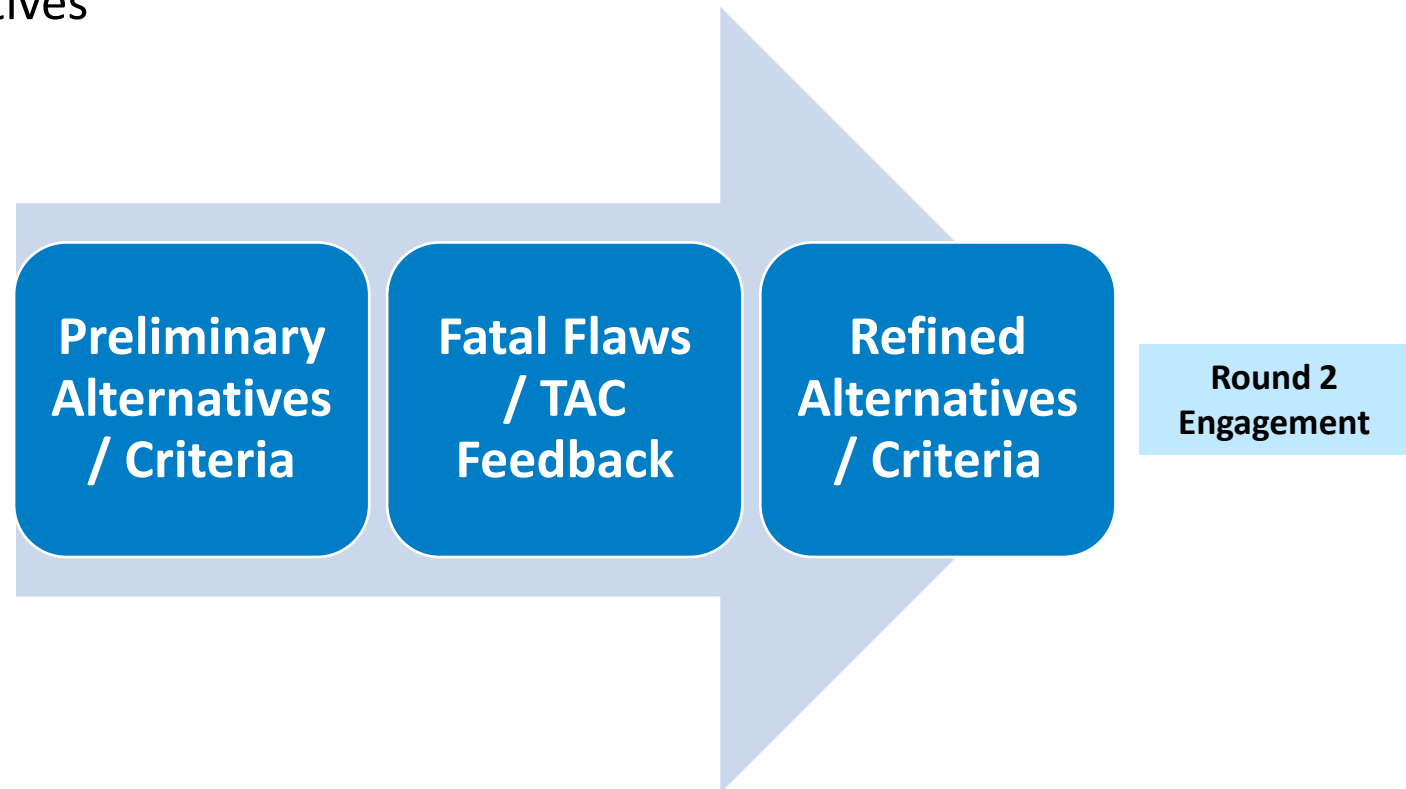 Preliminary
Alternatives
/ Criteria
Fatal Flaws
/ TAC
Feedback
Refined
Alternatives
/ Criteria
Round 2
Engagement